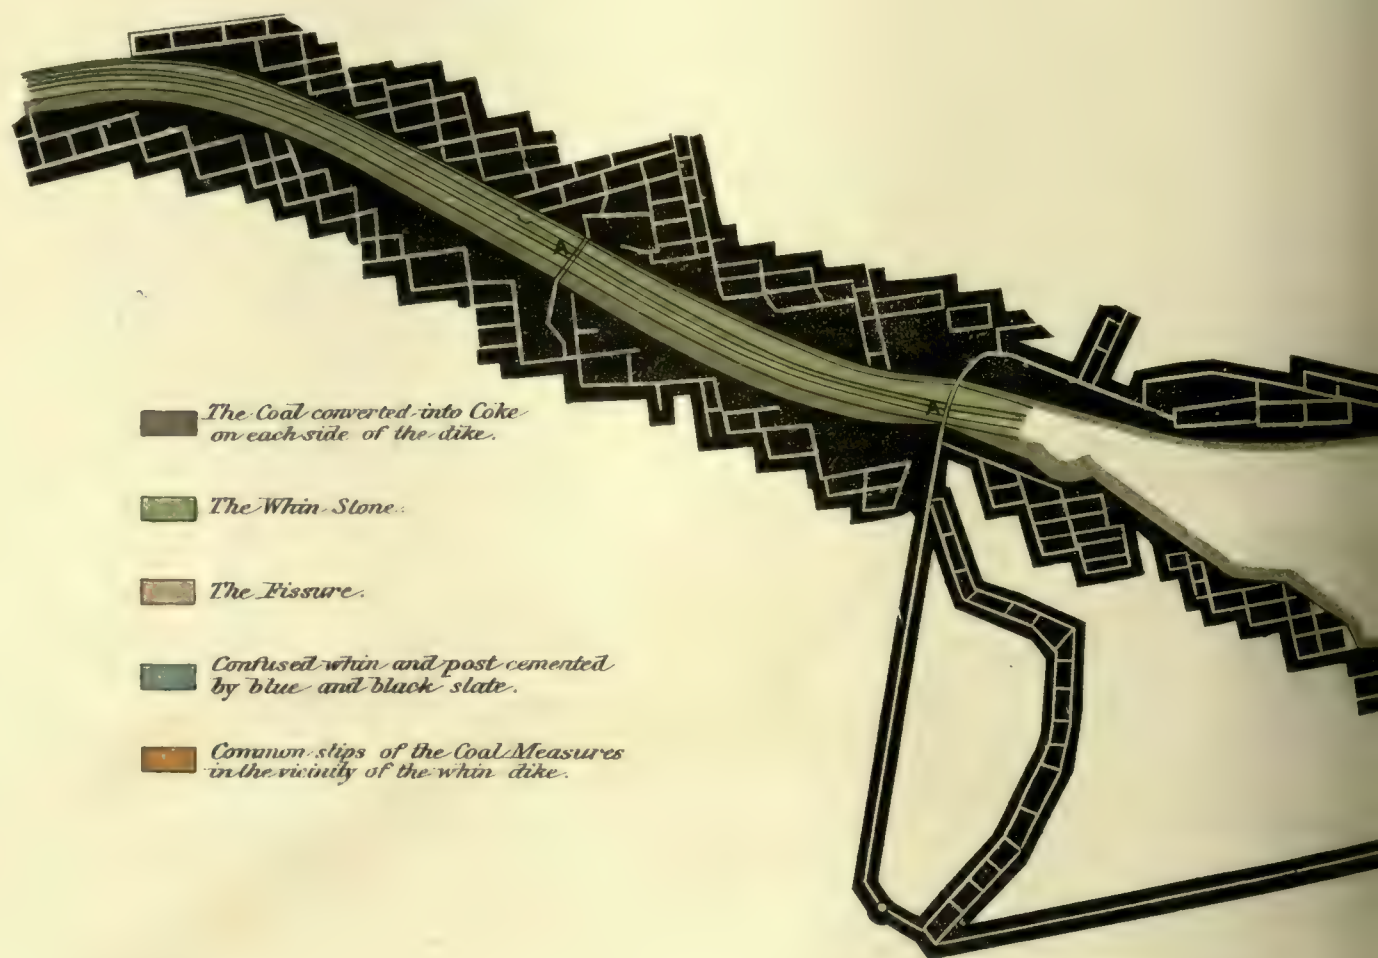 A
A
The Coal converted into Coke
on each side of the dike.
The Whin Stone.
The Fissure.
Confused whin and post cemented
by blue and black slate.
Common slips of the Coal Measures
in the vicinity of the whin dike.